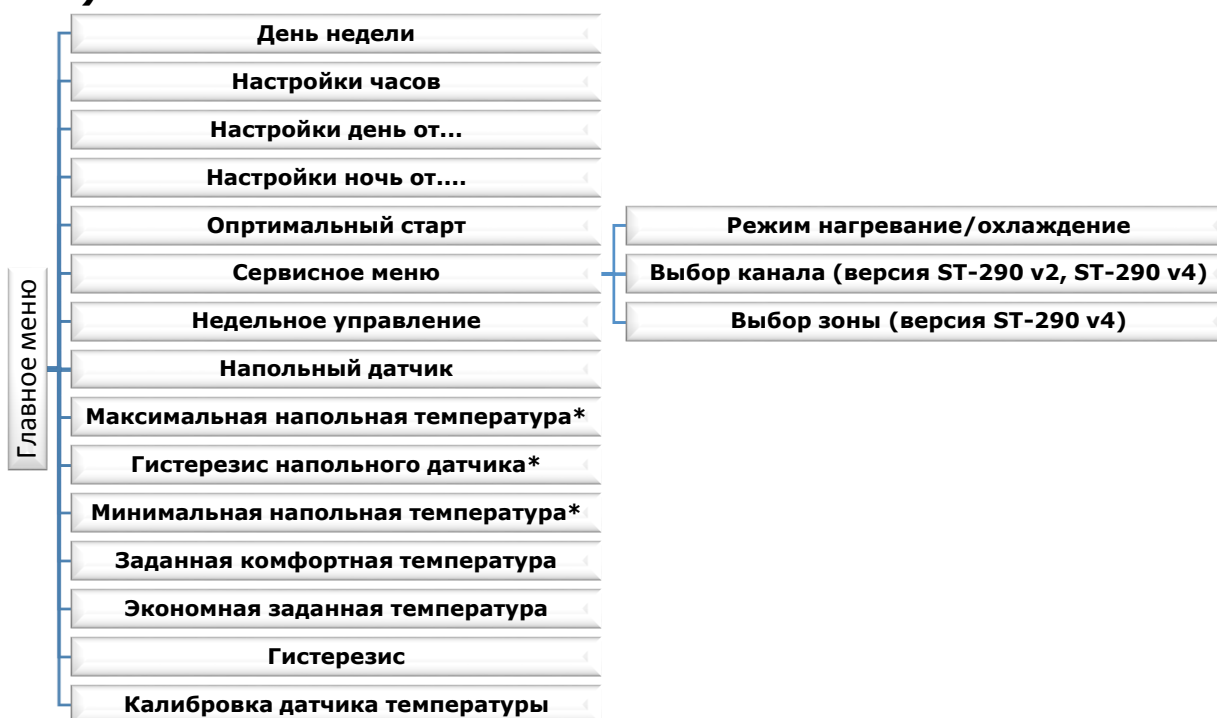 Главное меню
День недели
Настройки часов
Настройки день от...
Настройки ночь от....
Опртимальный старт
Сервисное меню
Режим нагревание/охлаждение
Выбор канала (версия ST-290 v2, ST-290 v4)
Выбор зоны (версия ST-290 v4)
Недельное управление
Напольный датчик
Максимальная напольная температура*
Гистерезис напольного датчика*
Минимальная напольная температура*
Заданная комфортная температура
Экономная заданная температура
Гистерезис
Калибровка датчика температуры